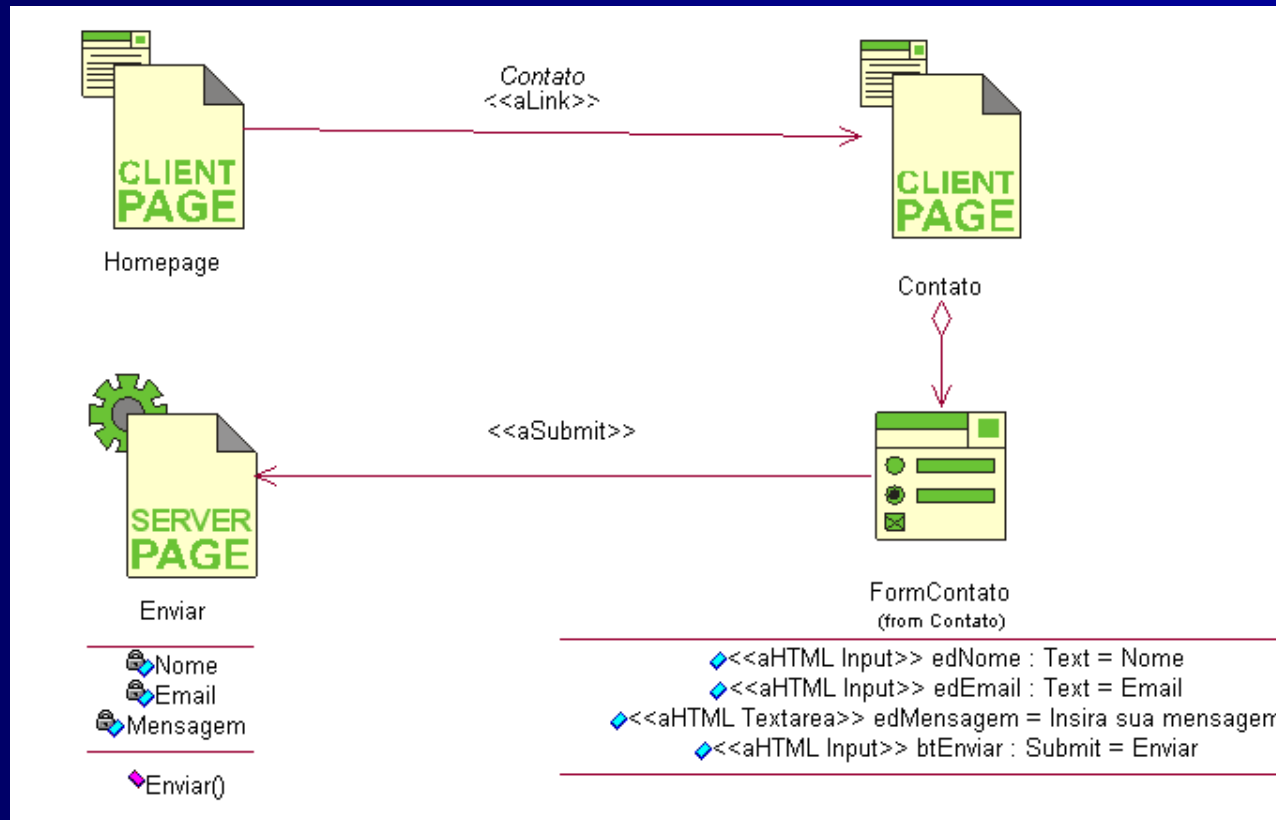 Contato
<<aLink>>
CLIENT
PAGE
Homepage
CLIENT
PAGE
Contato
<<aSubmit>>
SERVER
PAGE
Enviar
Nome
Email
Mensagem
Enviar()
FormContato
(from Contato)
<<aHTML Input>> edNome : Text = Nome
<<aHTML Input>> edEmail : Text = Email
<<aHTML Textarea>> edMensagem = Insira sua mensagem
<<aHTML Input>> btEnviar : Submit = Enviar